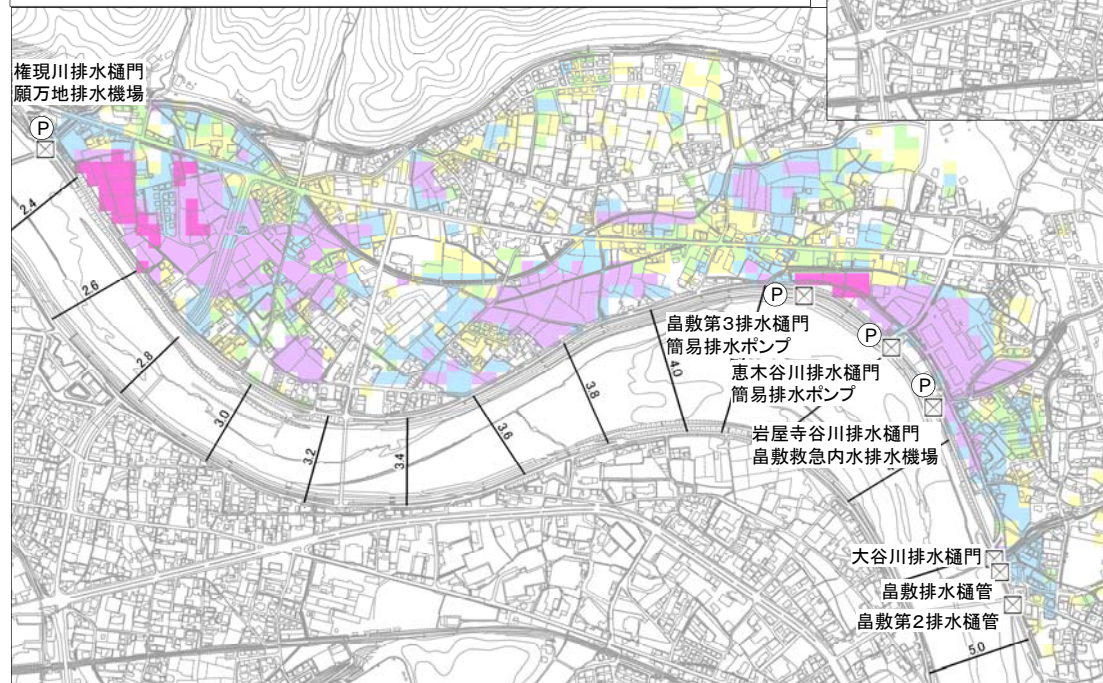 権現川排水樋門
願万地排水機場
P
2.4
2.6
2.8
3.0
3.2
3.4
3.6
3.8
4.0
P
畠敷第3排水樋門
簡易排水ポンプ
P
恵木谷川排水樋門
簡易排水ポンプ
P
岩屋寺谷川排水樋門
畠敷救急内水排水機場
大谷川排水樋門
畠敷排水樋管
畠敷第2排水樋管
5.0